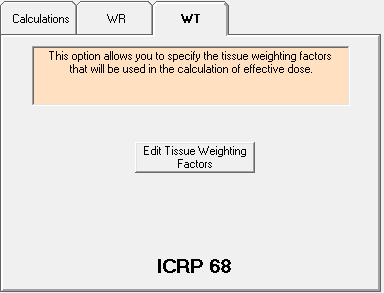 Calculations WR WT
This option allows you to specify the tissue weighting factors
that will be used in the calculation of effective dose.
Edit Tissue Weighting
Factors
ICRP 68